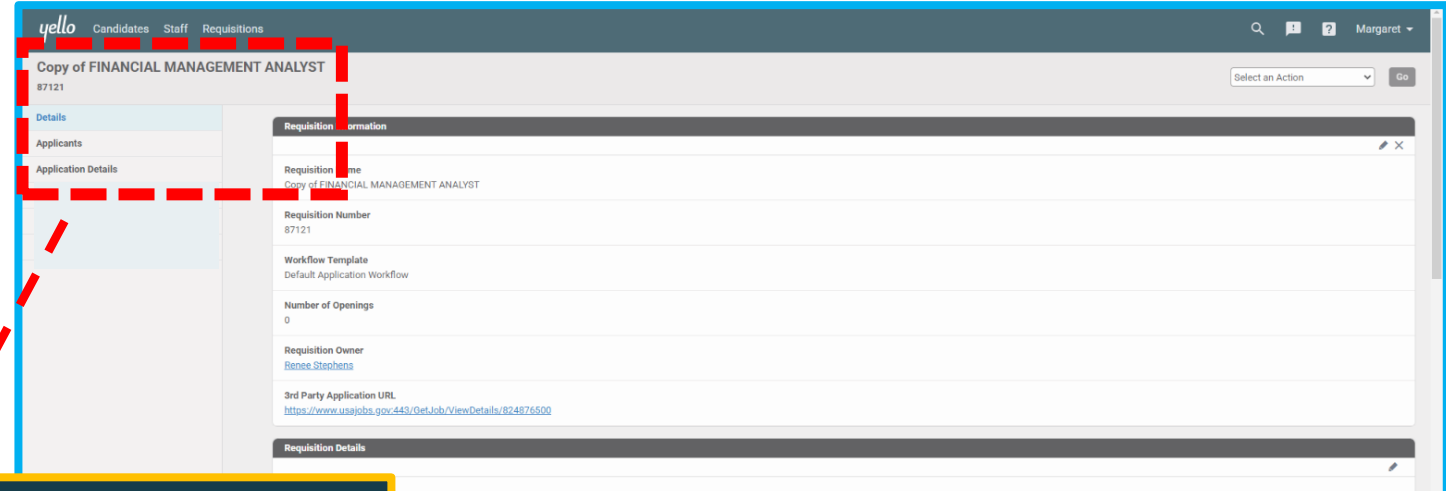 yello Candidates Staff Requisitions
! ? Margaret
Copy of FINANCIAL MANAGEMENT ANALYST
87121
Select an Action
Go
Details
Applicants
Application Details
Requisition
Requisition
Copy of FINANCIAL MANAGEMENT ANALYST
Requisition Number
87121
Workflow Template
Default Application Workflow
Number of Openings
0
Requisition Owner
Renee Stephens
3rd Party Application URL
https://www.usajobs.gov:443/GetJob/ViewDetails/824876500
Requisition Details